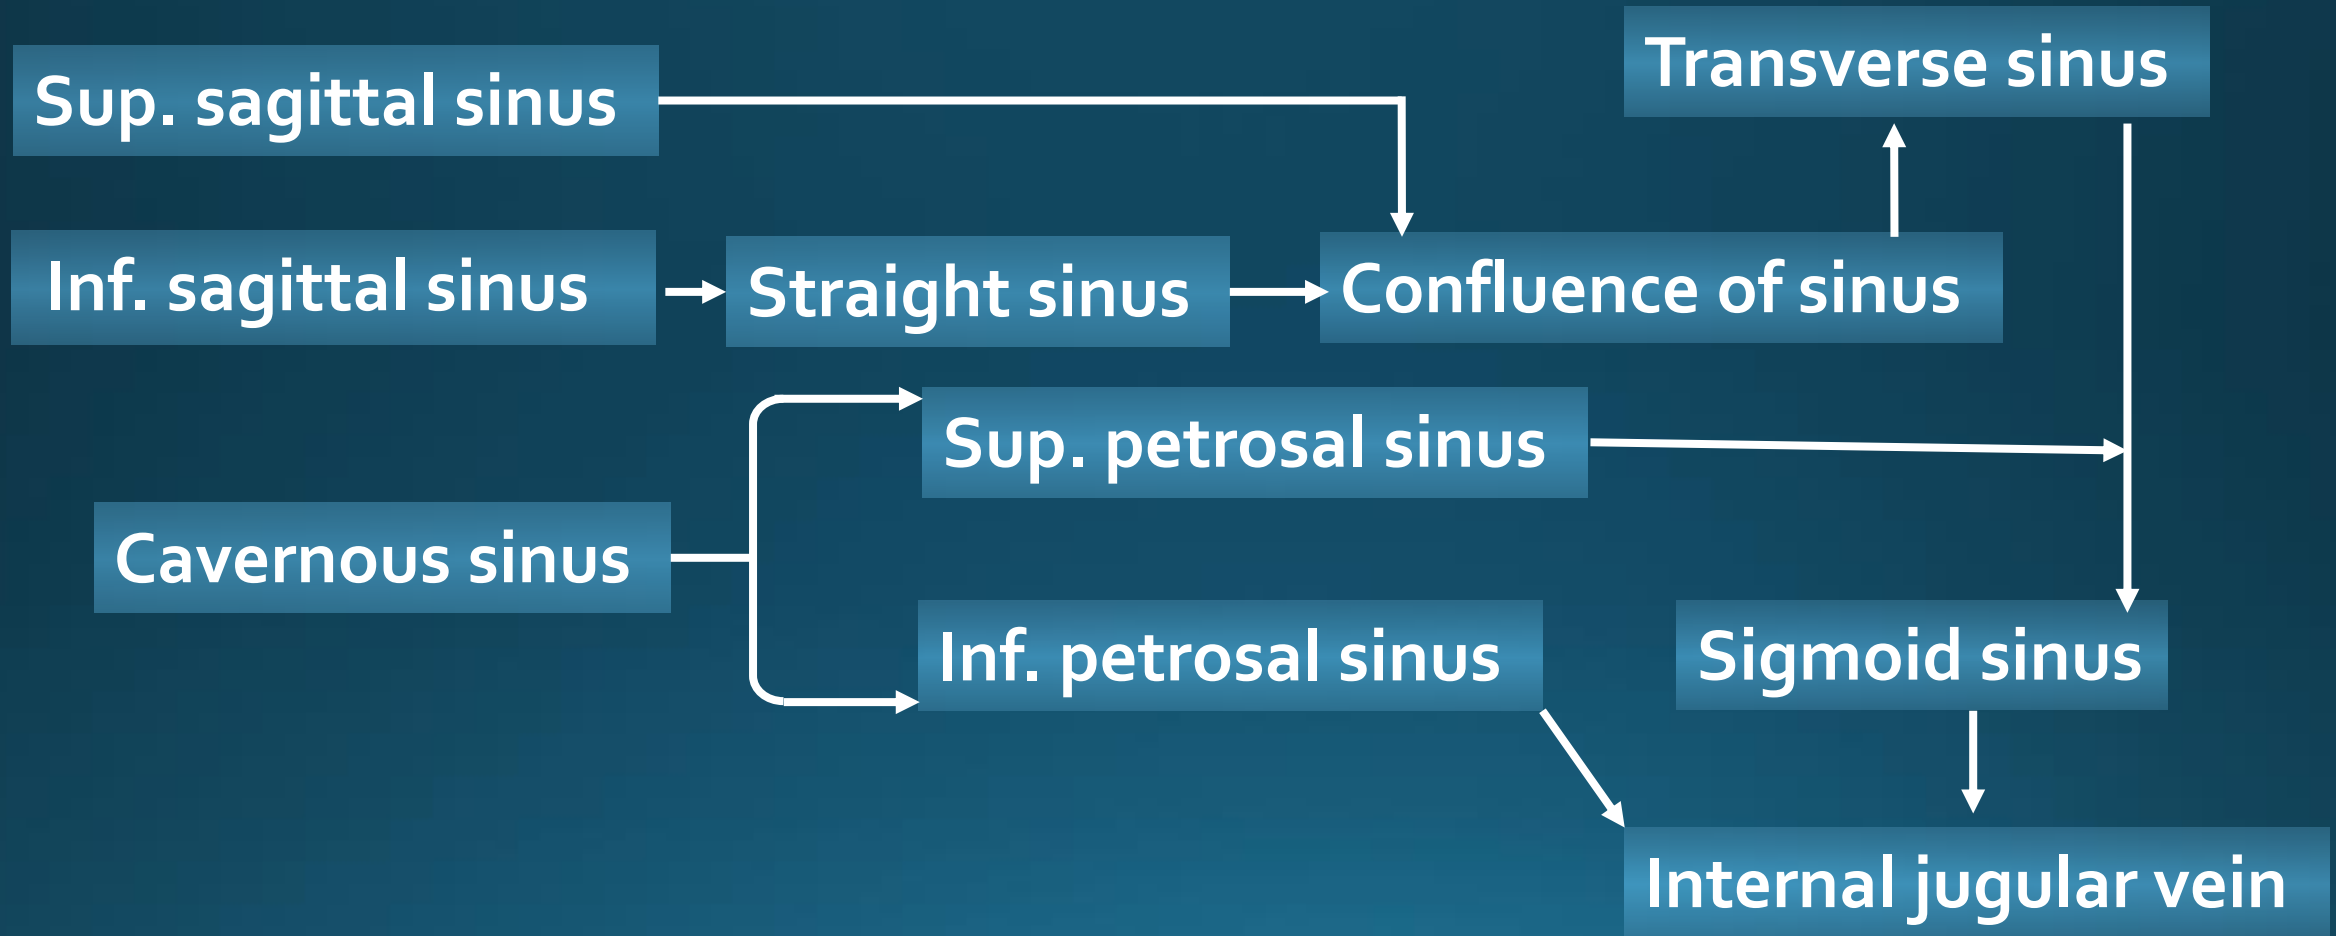 Sup. sagittal sinus
Transverse sinus
Inf. sagittal sinus
Straight sinus
Confluence of sinus
Sup. petrosal sinus
Cavernous sinus
Inf. petrosal sinus
Sigmoid sinus
Internal jugular vein